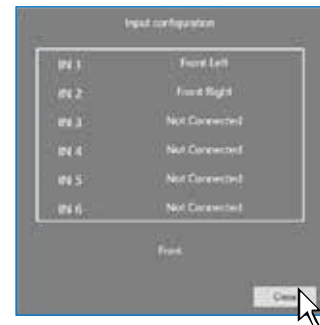 Input configuration
IN 1 Front Left
IN 2 Front Right
IN 3 Not Connected
IN 4 Not Connected
IN 5 Not Connected
IN 6 Not Connected
Front